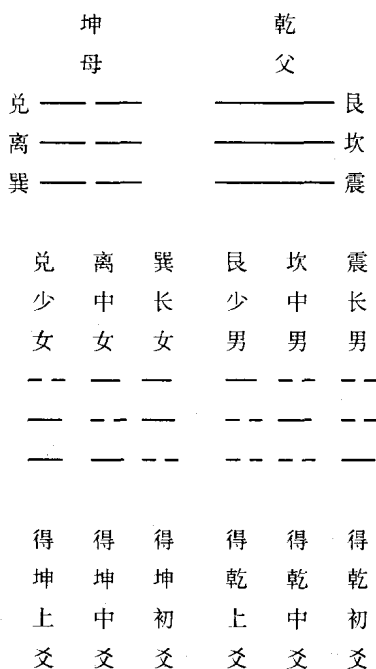 乾父
坤母
艮
坎
震
兑
离
巽
震长男
坎中男
艮少男
巽长女
离中女
兑少女
得乾初爻
得乾中爻
得乾上爻
得坤初爻
得坤中爻
得坤上爻